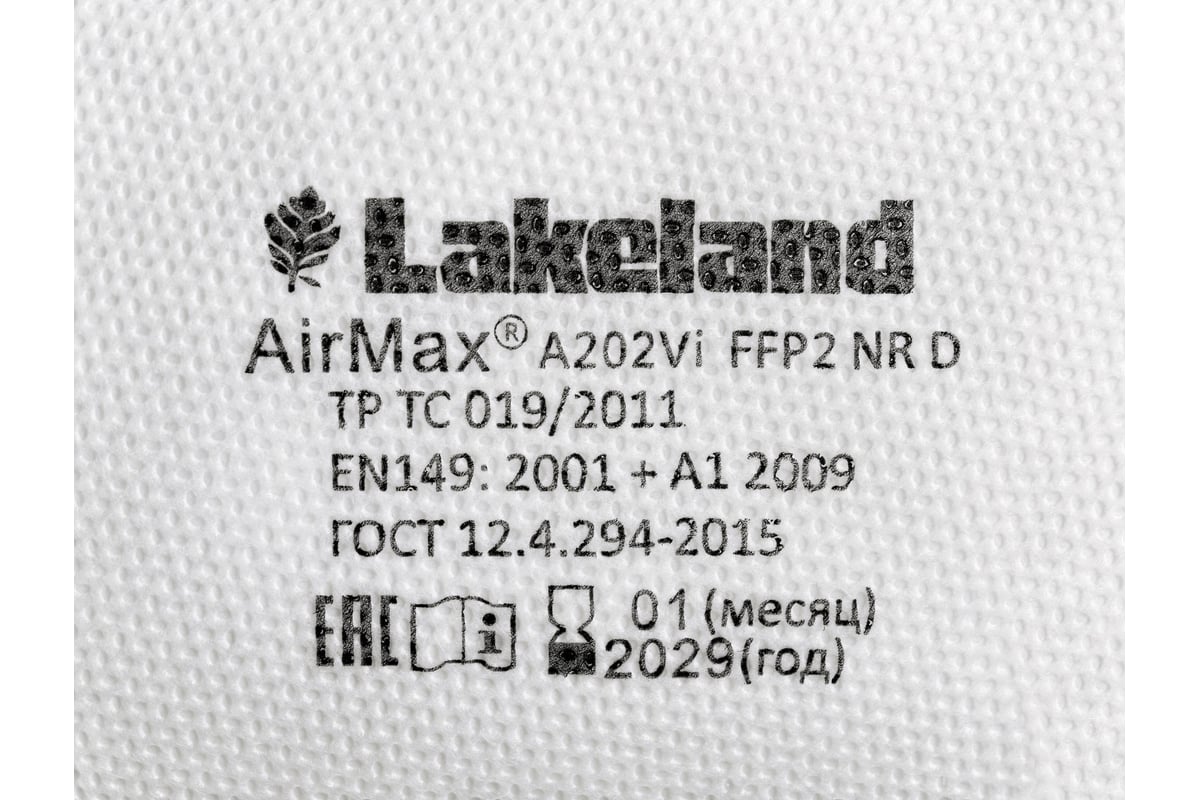 Lakeland
AirMax® A202Vi FFP2 NR D
ТР ТС 019/2011
EN149: 2001 + A1 2009
ГОСТ 12.4.294-2015
EAC i 01 (месяц)
2029 (год)